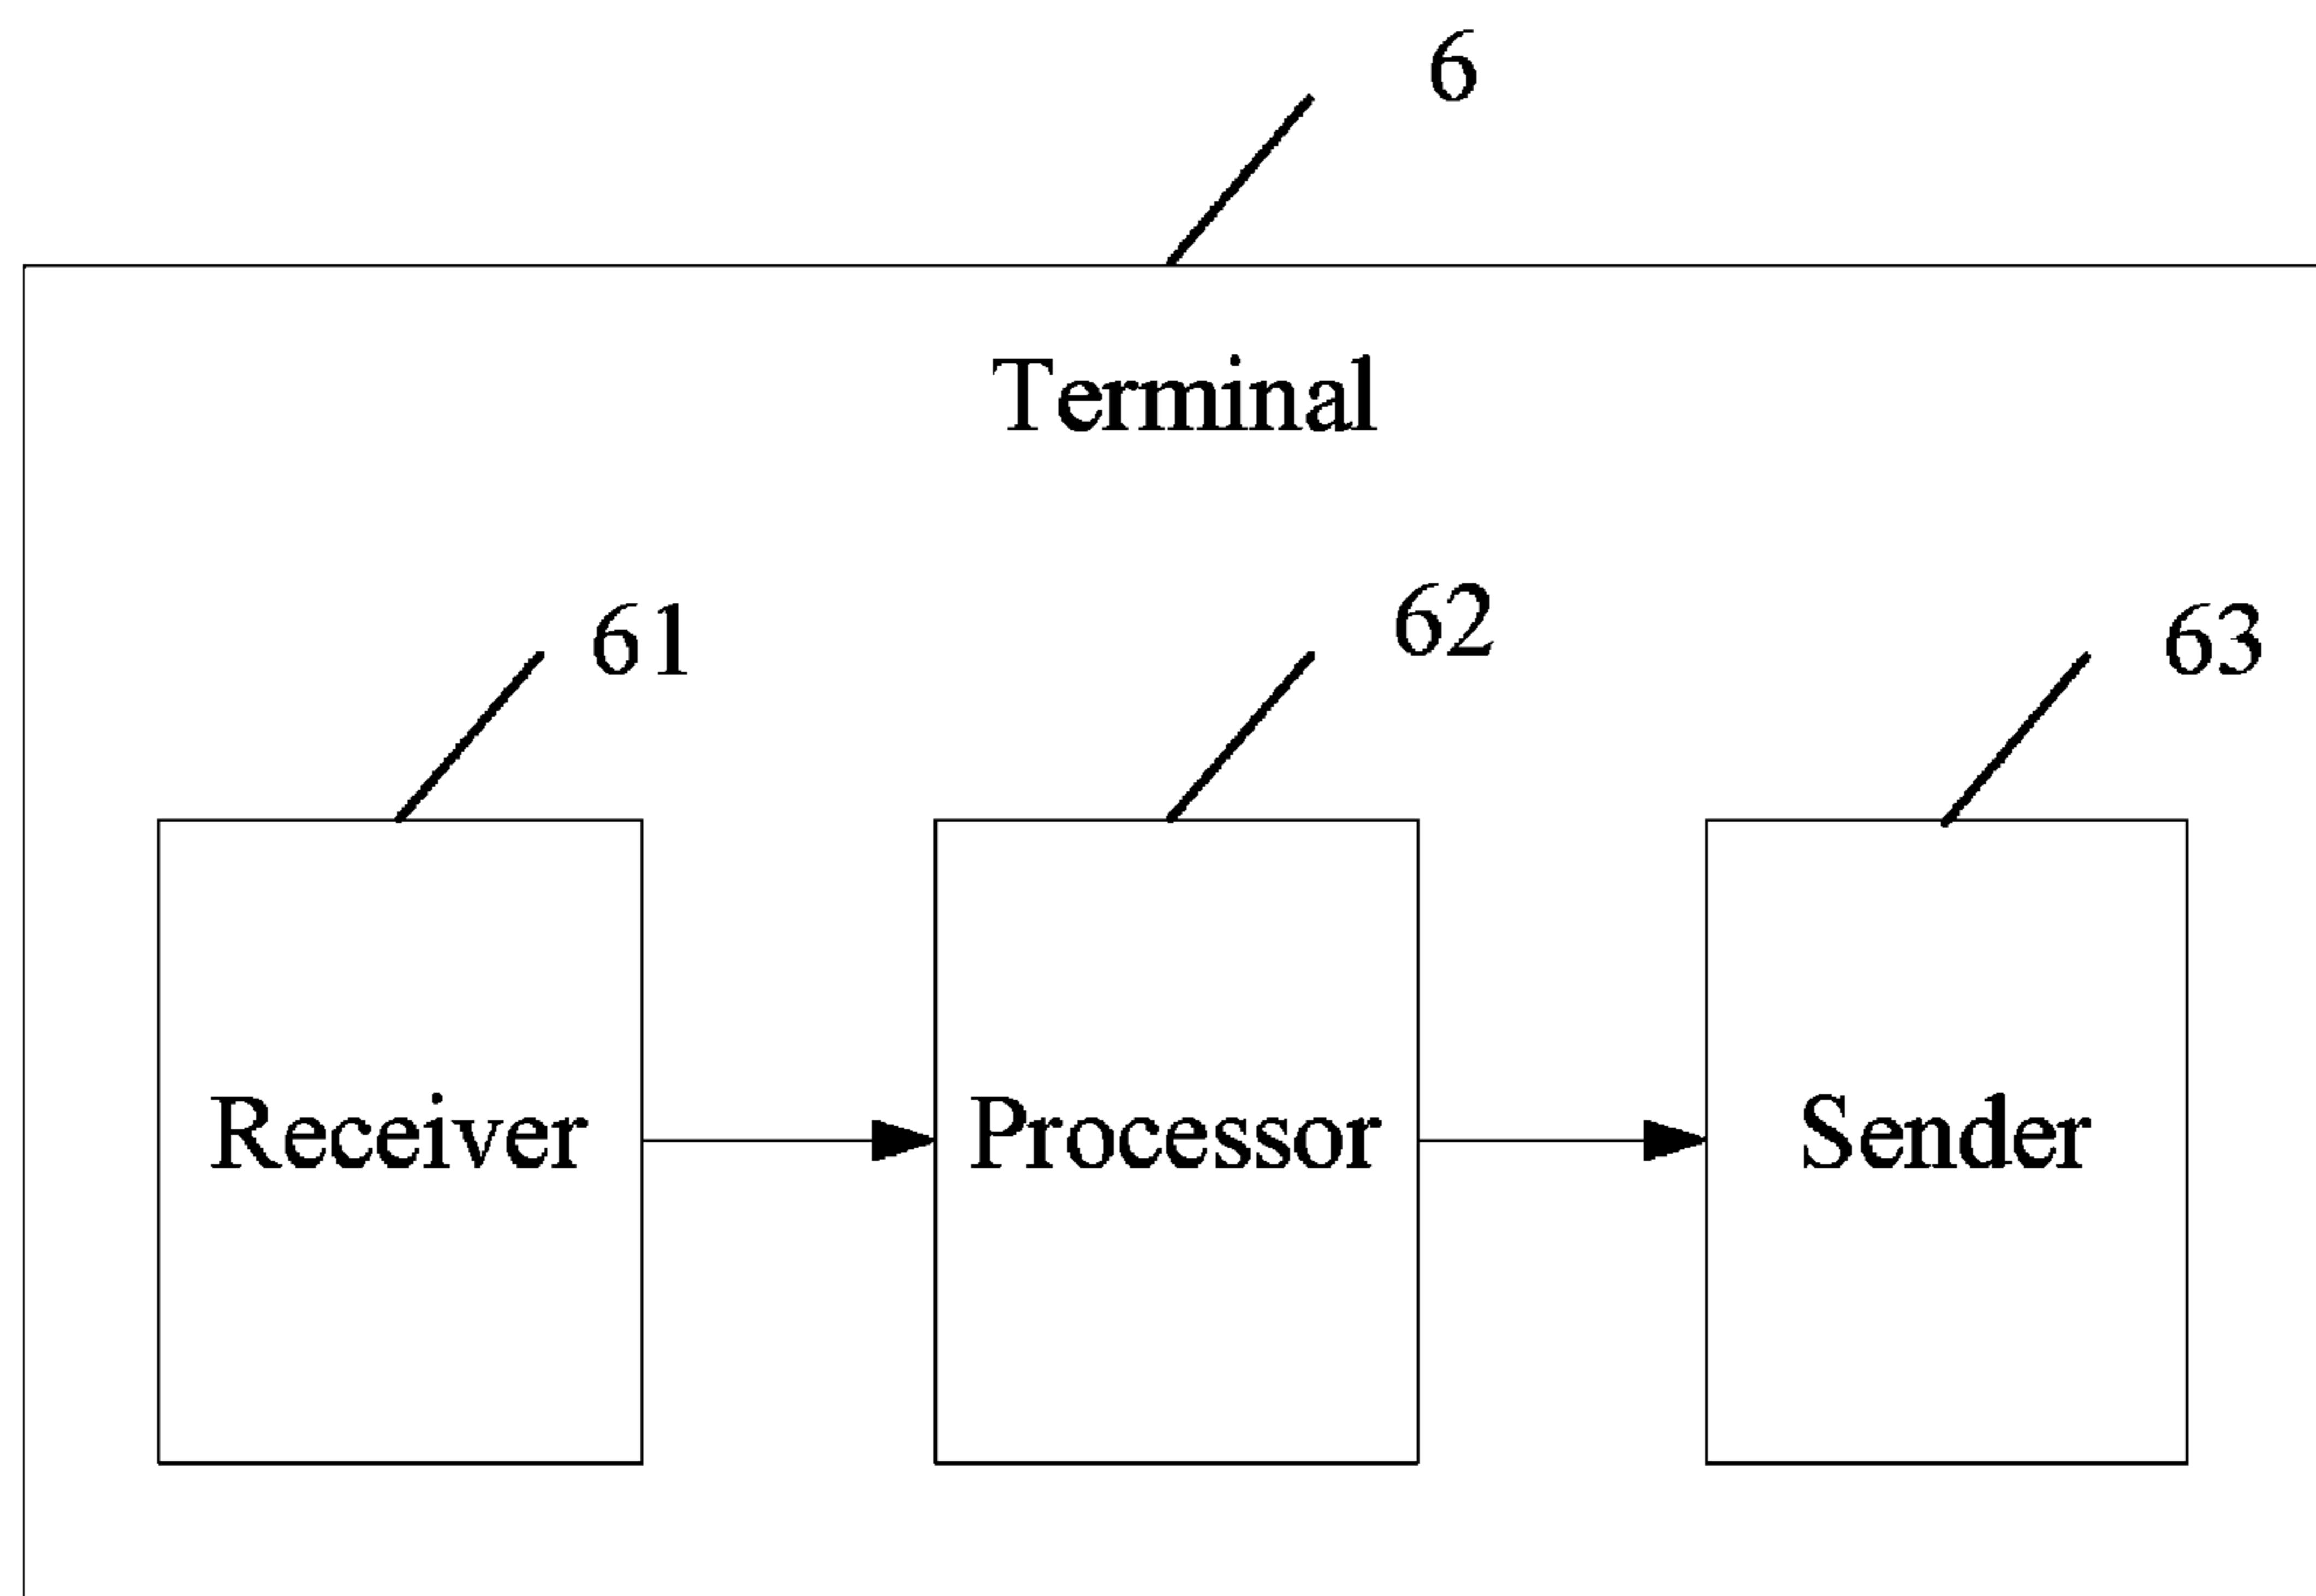 6
Terminal
61
62
63
Receiver
Processor
Sender